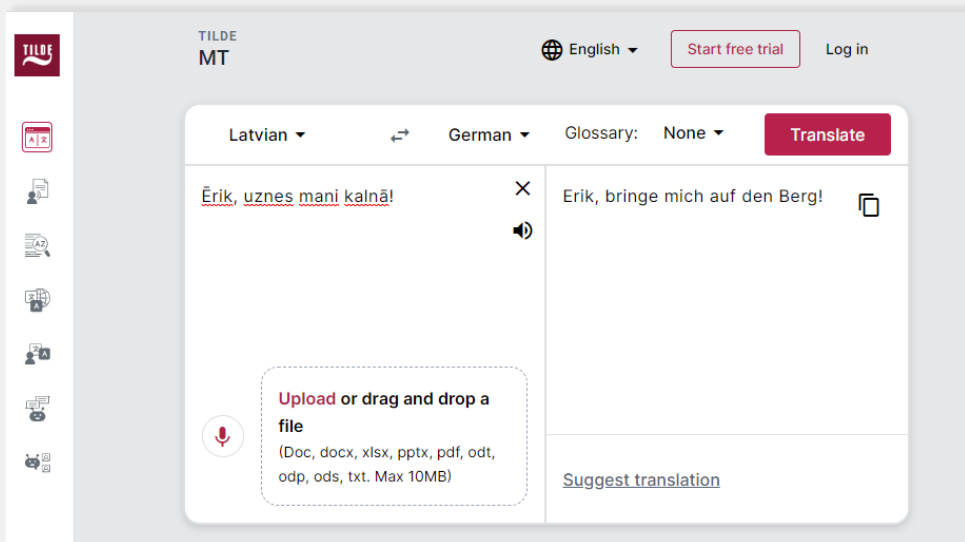 TILDE
TILDE
MT
English
Start free trial
Log in
Latvian
German
Glossary:
None
Translate
Ērik, uznes mani kalnā!
Erik, bringe mich auf den Berg!
Upload or drag and drop a
file
(Doc, docx, xlsx, pptx, pdf, odt,
odp, ods, txt. Max 10MB)
Suggest translation